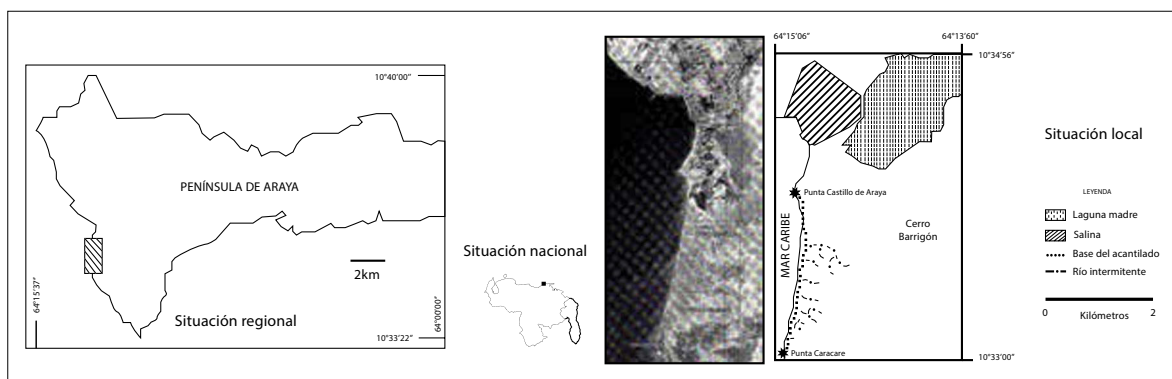 10°40'00"
PENÍNSULA DE ARAYA
2km
Situación regional
64°15'37"
64°00'00"
10°33'22"
Situación nacional
64°15'06"
64°13'60"
10°34'56"
Punta Castillo de Araya
MAR CARIBE
Cerro
Barrigón
Punta Caracare
10°33'00"
Situación local
LEYENDA
Laguna madre
Salina
Base del acantilado
Río intermitente
0 2
Kilómetros